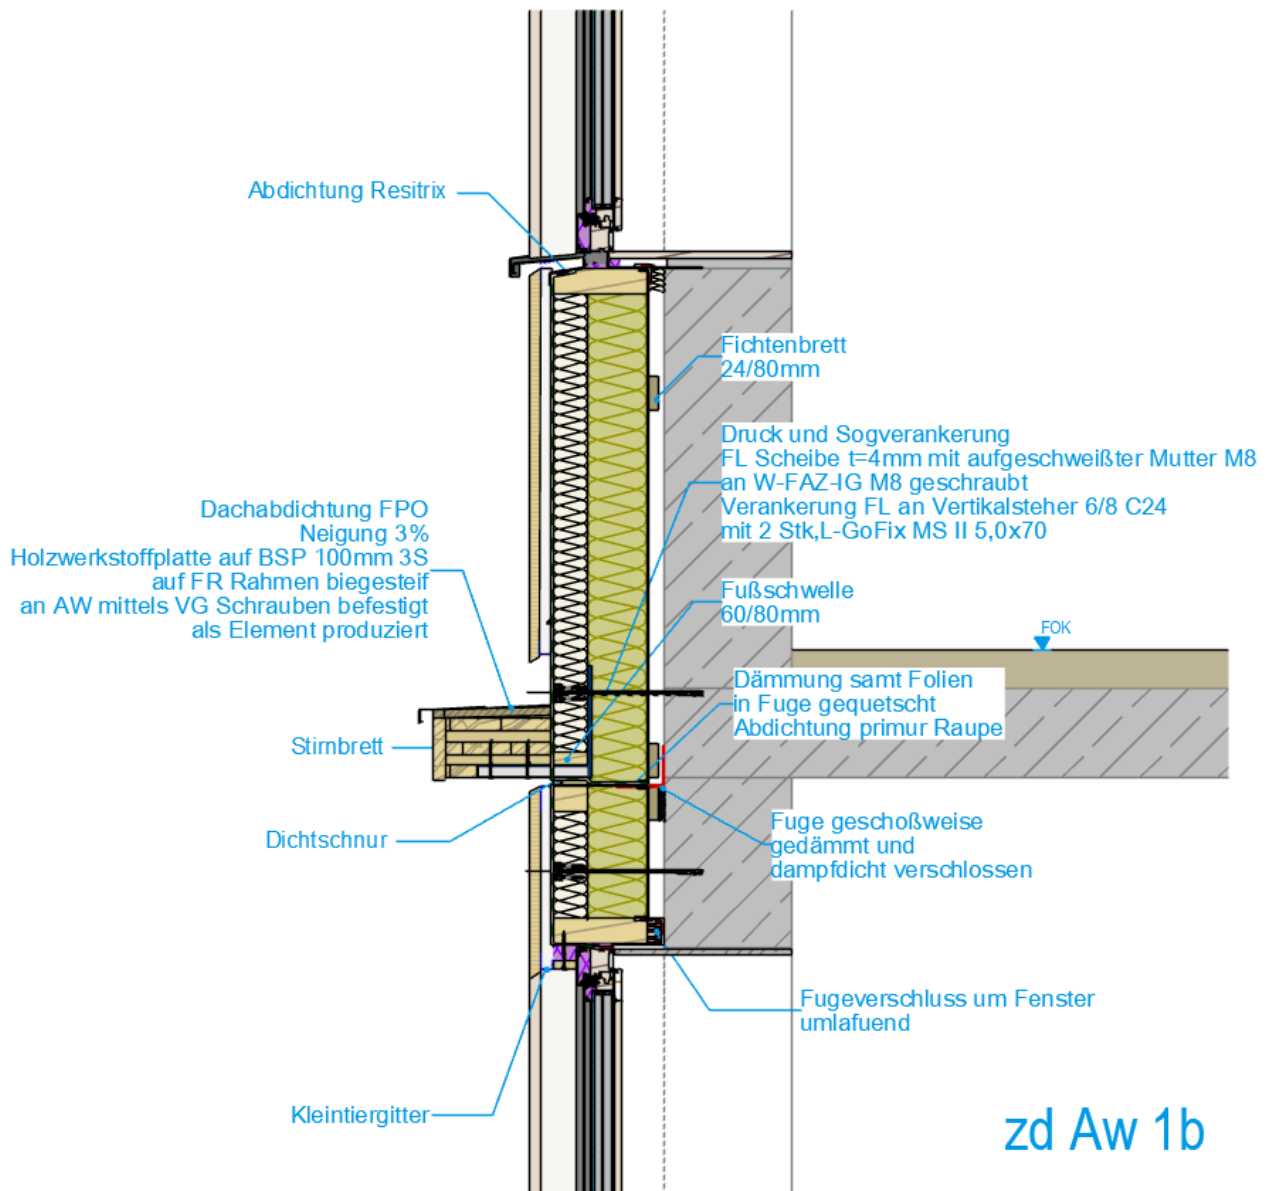 Abdichtung Resitrix
Fichtenbrett
24/80mm
Druck und Sogverankerung
FL Scheibe t=4mm mit aufgeschweißter Mutter M8
an W-FAZ-IG M8 geschraubt
Verankerung FL an Vertikalsteher 6/8 C24
mit 2 Stk,L-GoFix MS II 5,0x70
Dachabdichtung FPO
Neigung 3%
Holzwerkstoffplatte auf BSP 100mm 3S
auf FR Rahmen biegesteif
an AW mittels VG Schrauben befestigt
als Element produziert
Fußschwelle
60/80mm
FOK
Dämmung samt Folien
in Fuge gequetscht
Abdichtung primur Raupe
Stirnbrett
Dichtschnur
Fuge geschoßweise
gedämmt und
dampfdicht verschlossen
Fugeverschluss um Fenster
umlafuend
Kleintiergitter
zd Aw 1b